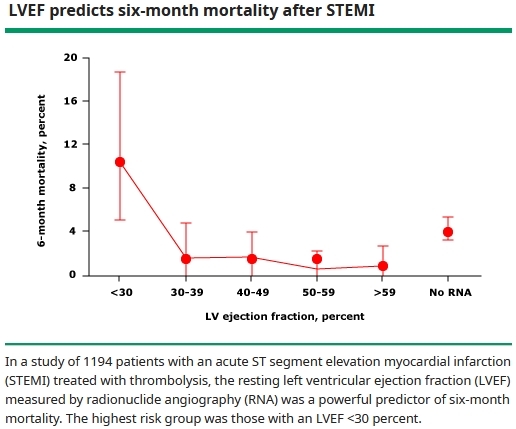 LVEF predicts six-month mortality after STEMI
20
16
12
8
4
0
6-month mortality, percent
<30 30-39 40-49 50-59 >59 No RNA
LV ejection fraction, percent
In a study of 1194 patients with an acute ST segment elevation myocardial infarction
(STEMI) treated with thrombolysis, the resting left ventricular ejection fraction (LVEF)
measured by radionuclide angiography (RNA) was a powerful predictor of six-month
mortality. The highest risk group was those with an LVEF <30 percent.